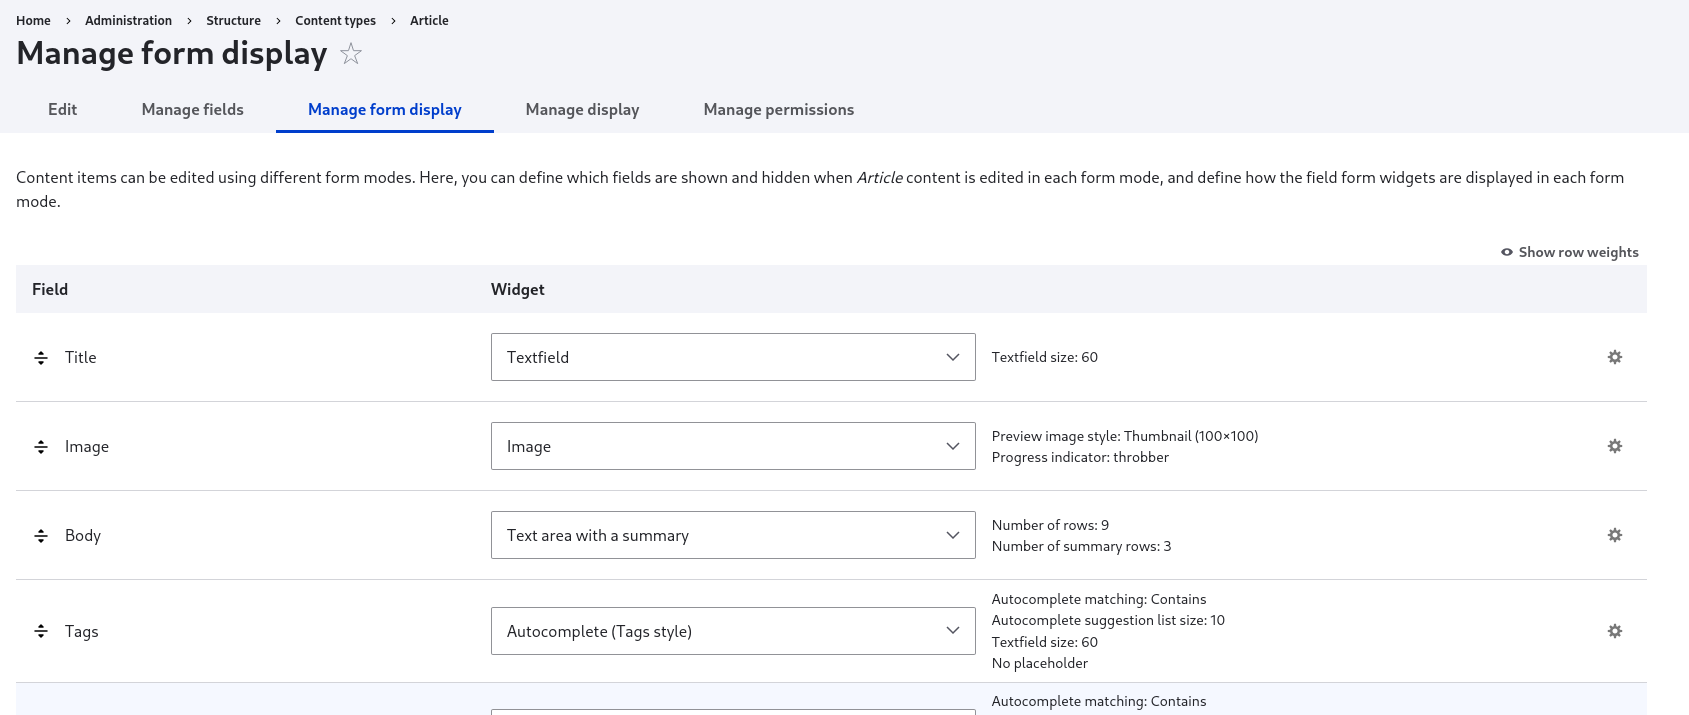 Home › Administration › Structure › Content types › Article
Manage form display
Edit Manage fields Manage form display Manage display Manage permissions
Content items can be edited using different form modes. Here, you can define which fields are shown and hidden when Article content is edited in each form mode, and define how the field form widgets are displayed in each form
mode.
Show row weights
Field Widget
Title Textfield Textfield size: 60
Image Image Preview image style: Thumbnail (100×100)
Progress indicator: throbber
Body Text area with a summary Number of rows: 9
Number of summary rows: 3
Tags Autocomplete (Tags style) Autocomplete matching: Contains
Autocomplete suggestion list size: 10
Textfield size: 60
No placeholder
Autocomplete matching: Contains